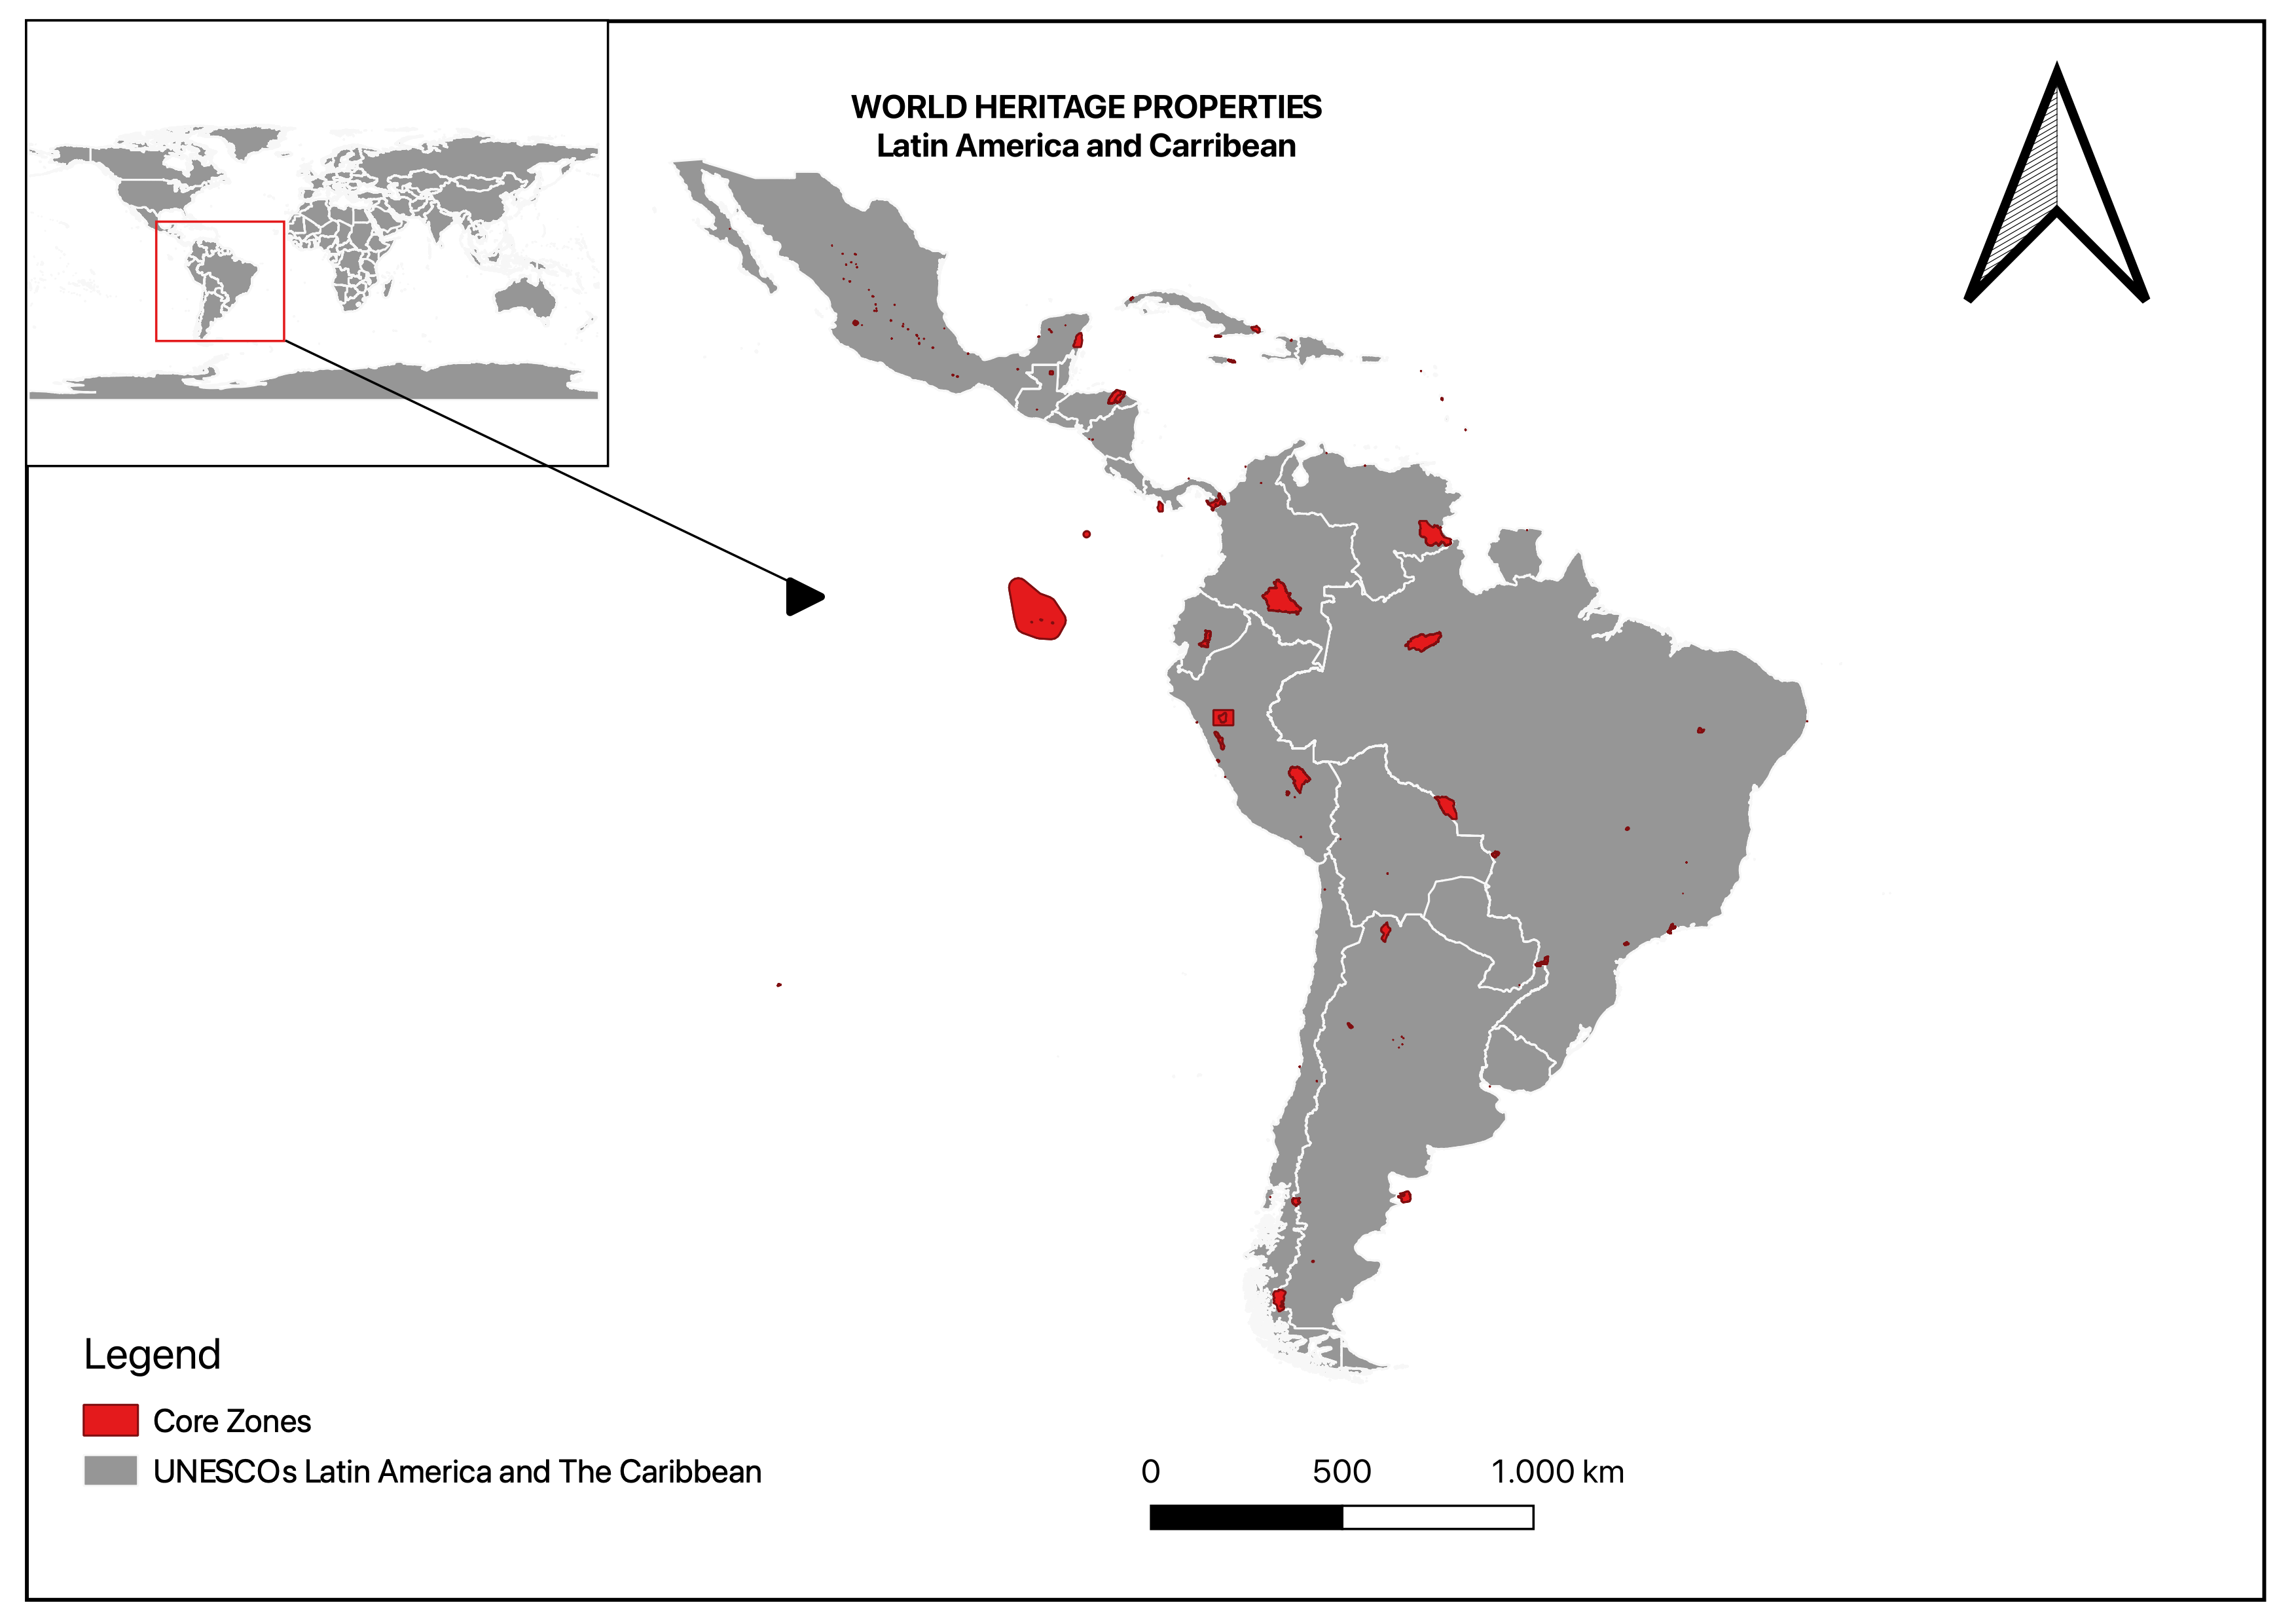 WORLD HERITAGE PROPERTIES
Latin America and Carribean
Legend
Core Zones
UNESCOs Latin America and The Caribbean
0 500 1.000 km